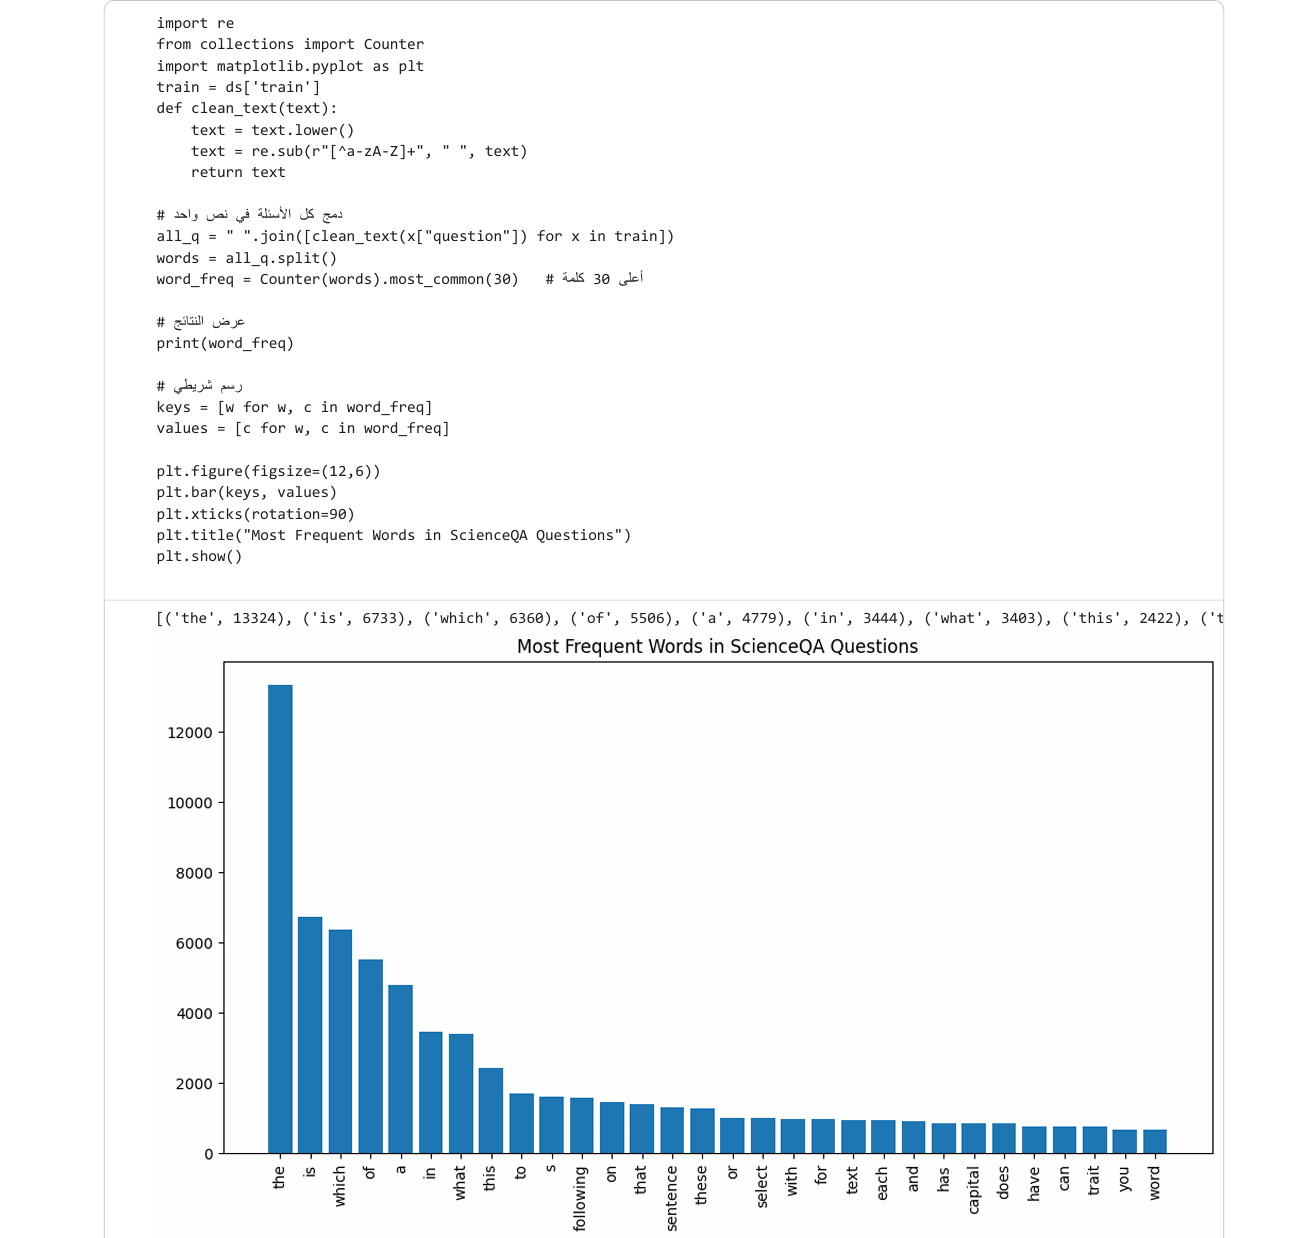 import re
from collections import Counter
import matplotlib.pyplot as plt
train = ds['train']
def clean_text(text):
    text = text.lower()
    text = re.sub(r"[^a-zA-Z]+", " ", text)
    return text
# دمج كل الأسئلة في نص واحد
all_q = " ".join([clean_text(x["question"]) for x in train])
words = all_q.split()
word_freq = Counter(words).most_common(30)   # أعلى 30 كلمة
# عرض النتائج
print(word_freq)
# رسم شريطي
keys = [w for w, c in word_freq]
values = [c for w, c in word_freq]
plt.figure(figsize=(12,6))
plt.bar(keys, values)
plt.xticks(rotation=90)
plt.title("Most Frequent Words in ScienceQA Questions")
plt.show()
[('the', 13324), ('is', 6733), ('which', 6360), ('of', 5506), ('a', 4779), ('in', 3444), ('what', 3403), ('this', 2422), ('t
Most Frequent Words in ScienceQA Questions
12000
10000
8000
6000
4000
2000
0
the
is
which
of
a
in
what
this
to
s
following
on
that
sentence
these
or
select
with
for
text
each
and
has
capital
does
have
can
trait
you
word